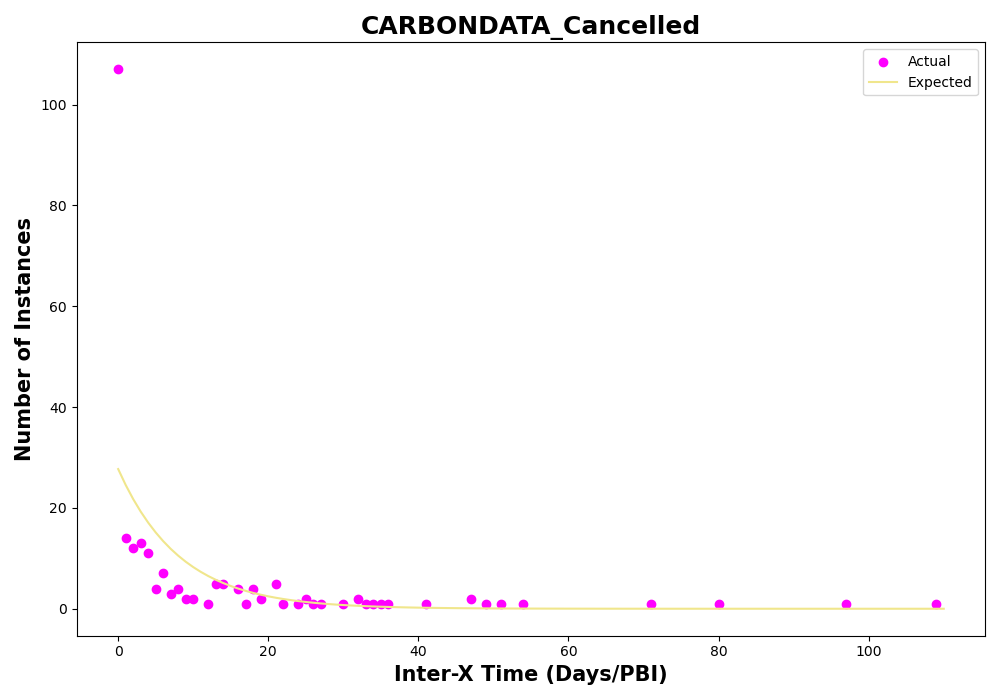 CARBONDATA_Cancelled
Actual
Expected
Number of Instances
100
80
60
40
20
0
0 20 40 60 80 100
Inter-X Time (Days/PBI)